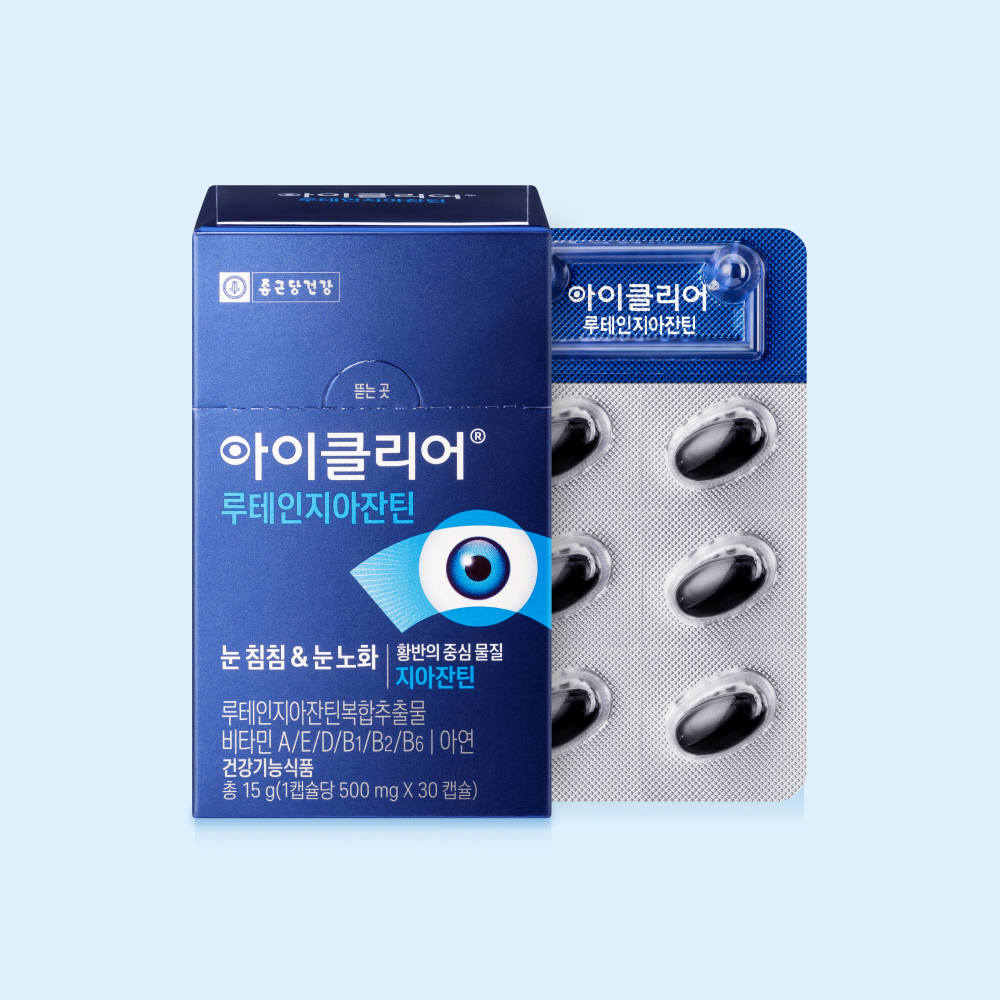 아이클리어®
루테인지아잔틴
종근당건강
뜯는 곳
아이클리어®
루테인지아잔틴
눈 침침 & 눈 노화
황반의 중심 물질
지아잔틴
루테인지아잔틴복합추출물
비타민 A/E/D/B1/B2/B6 | 아연
건강기능식품
총 15 g(1캡슐당 500 mg X 30 캡슐)
아이클리어
루테인지아잔틴